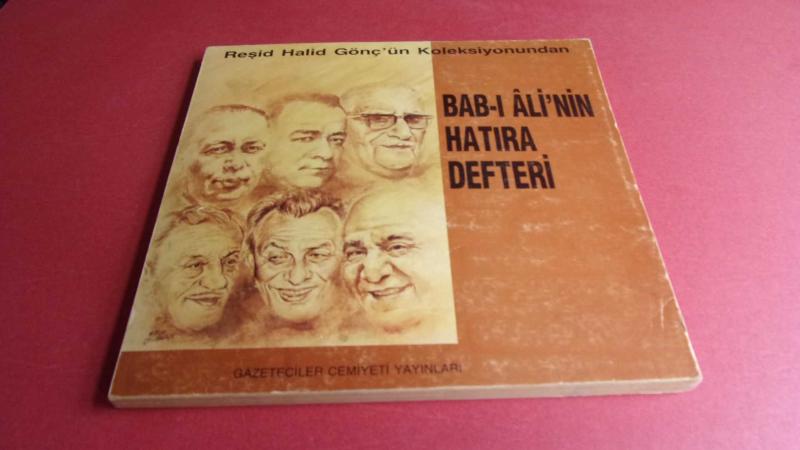 Reşid Halid Gönç'ün Koleksiyonundan
BAB-I ÂLİ'NİN
HATIRA
DEFTERİ
GAZETECİLER CEMİYETİ YAYINLARI